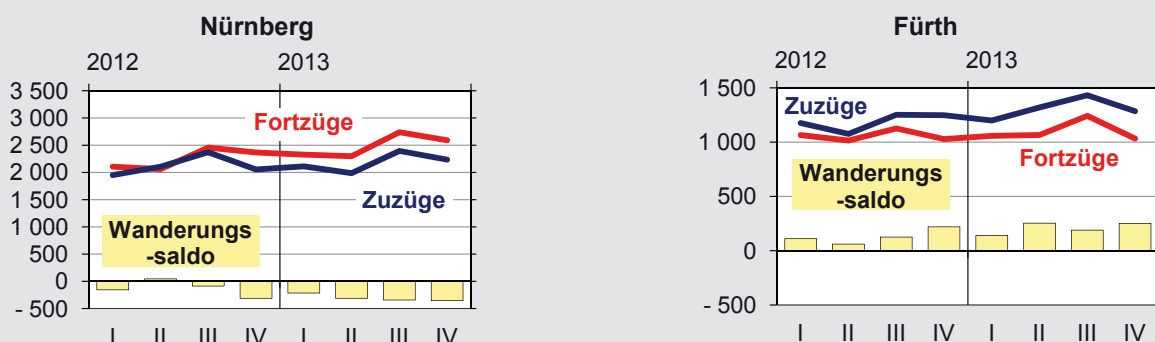 Nürnberg
2012 2013
3 500
3 000
2 500
2 000
1 500
1 000
500
0
- 500
Fortzüge
Zuzüge
Wanderungs
-saldo
I II III IV I II III IV
Fürth
2012 2013
1 500
1 000
500
0
- 500
Zuzüge
Fortzüge
Wanderungs
-saldo
I II III IV I II III IV